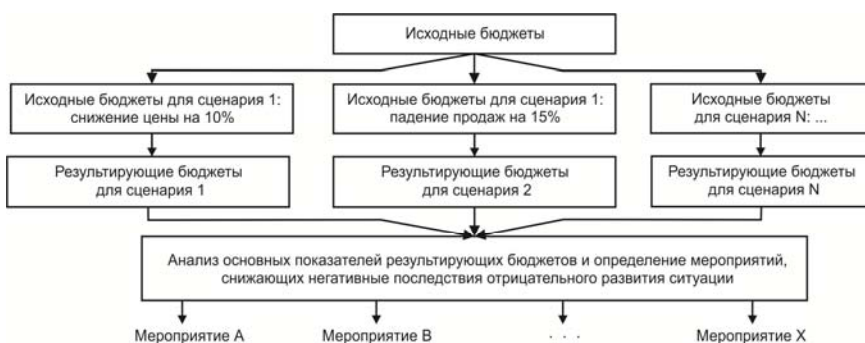 Исходные бюджеты
Исходные бюджеты для сценария 1:
снижение цены на 10%
Исходные бюджеты для сценария 1:
падение продаж на 15%
Исходные бюджеты
для сценария N: ...
Результирующие бюджеты
для сценария 1
Результирующие бюджеты
для сценария 2
Результирующие бюджеты
для сценария N
Анализ основных показателей результирующих бюджетов и определение мероприятий,
снижающих негативные последствия отрицательного развития ситуации
Мероприятие А
Мероприятие В
. . .
Мероприятие Х